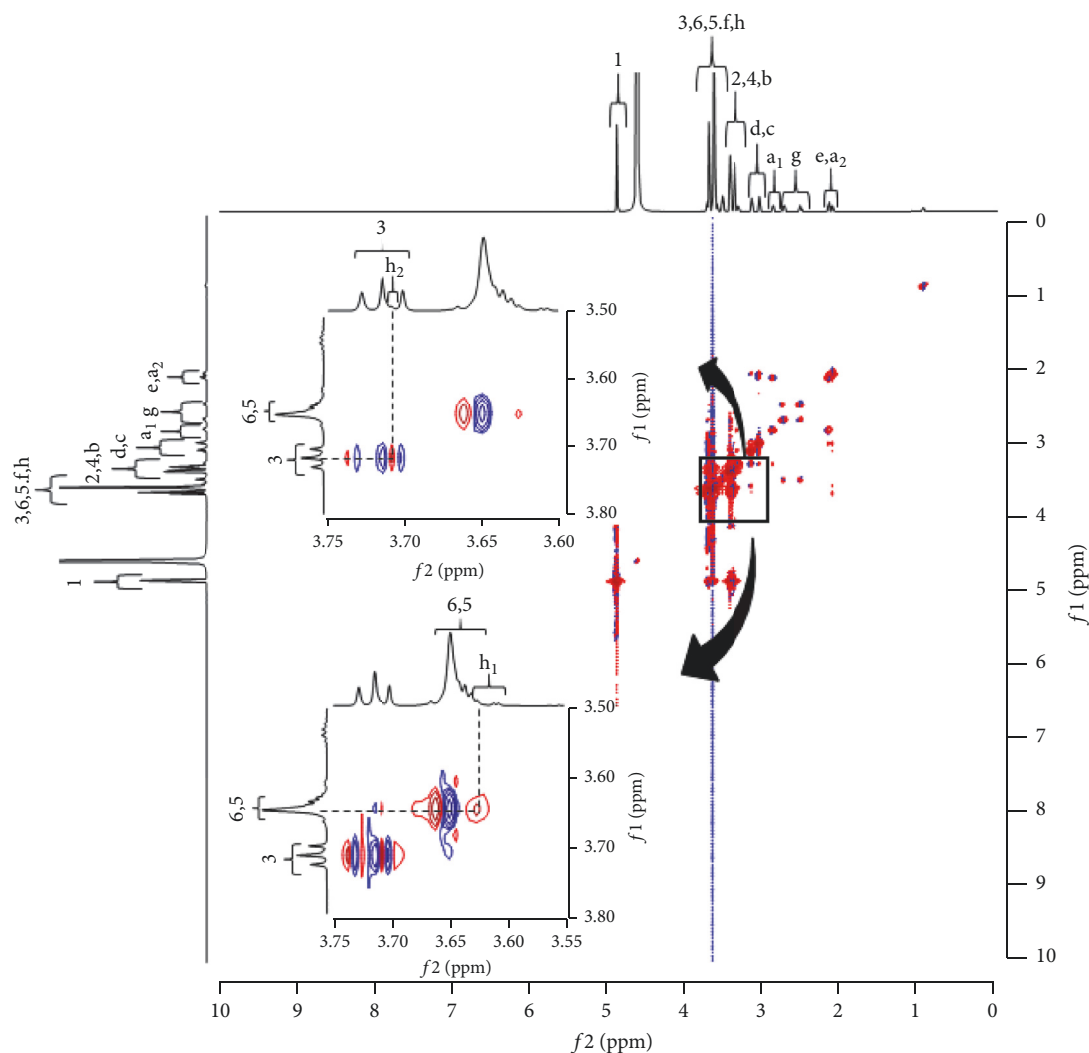 3,6,5.f,h
1
2,4,b
d,c
a1
g
e,a2
0
1
2
3
4
5
6
7
8
9
10
f1 (ppm)
3
h2
3.50
3.60
3.70
3.80
f1 (ppm)
6,5
3
3.75
3.70
3.65
3.60
f2 (ppm)
e,a2
g
a1
d,c
2,4,b
3,6,5.f,h
1
6,5
h1
3.50
3.60
3.70
3.80
f1 (ppm)
6,5
3
3.75
3.70
3.65
3.60
3.55
f2 (ppm)
10
9
8
7
6
5
4
3
2
1
0
f2 (ppm)